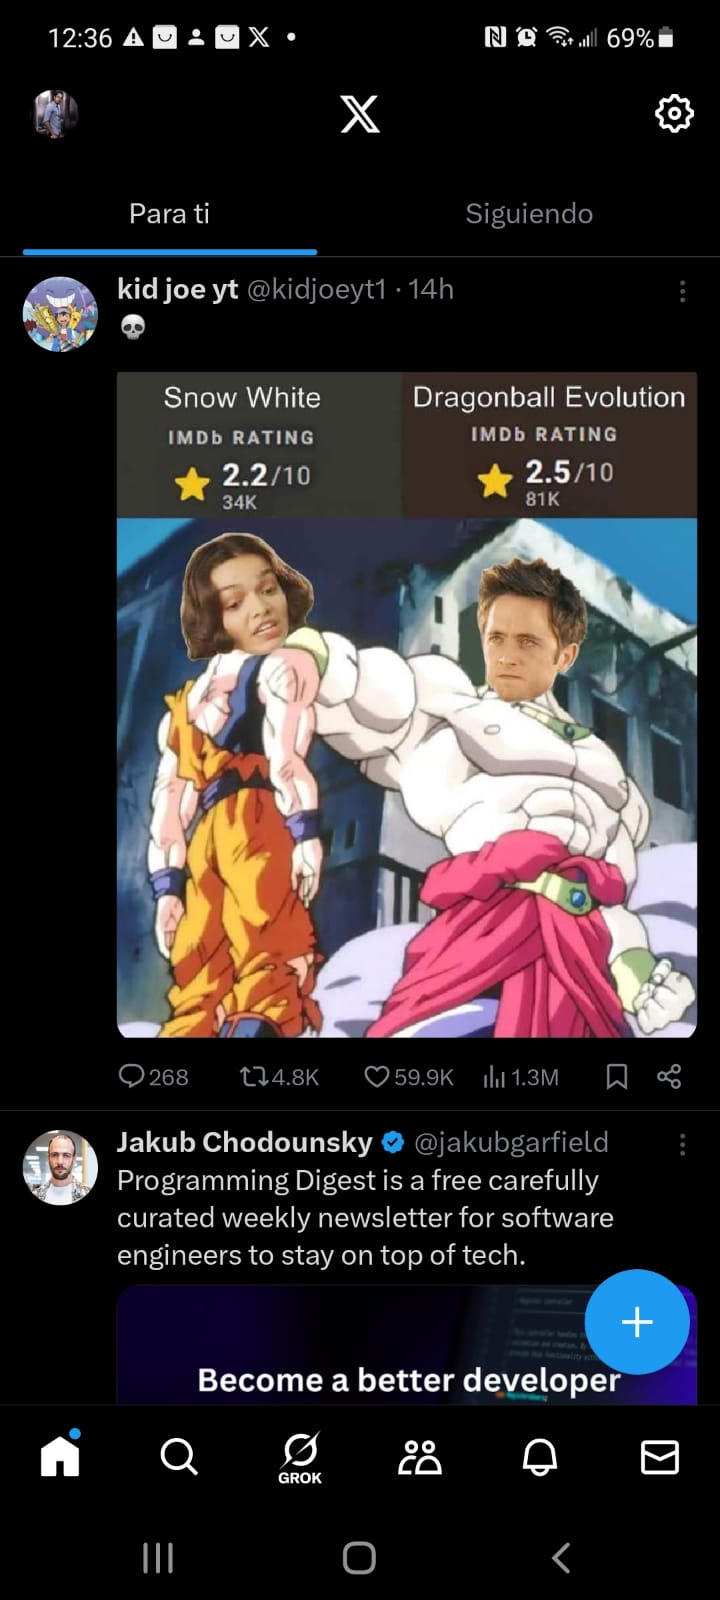 12:36
69%
Para ti
Siguiendo
kid joe yt @kidjoeyt1 · 14h
Snow White
IMDb RATING
2.2/10
34K
Dragonball Evolution
IMDb RATING
2.5/10
81K
268
4.8K
59.9K
1.3M
Jakub Chodounsky @jakubgarfield
Programming Digest is a free carefully
curated weekly newsletter for software
engineers to stay on top of tech.
Become a better developer
GROK